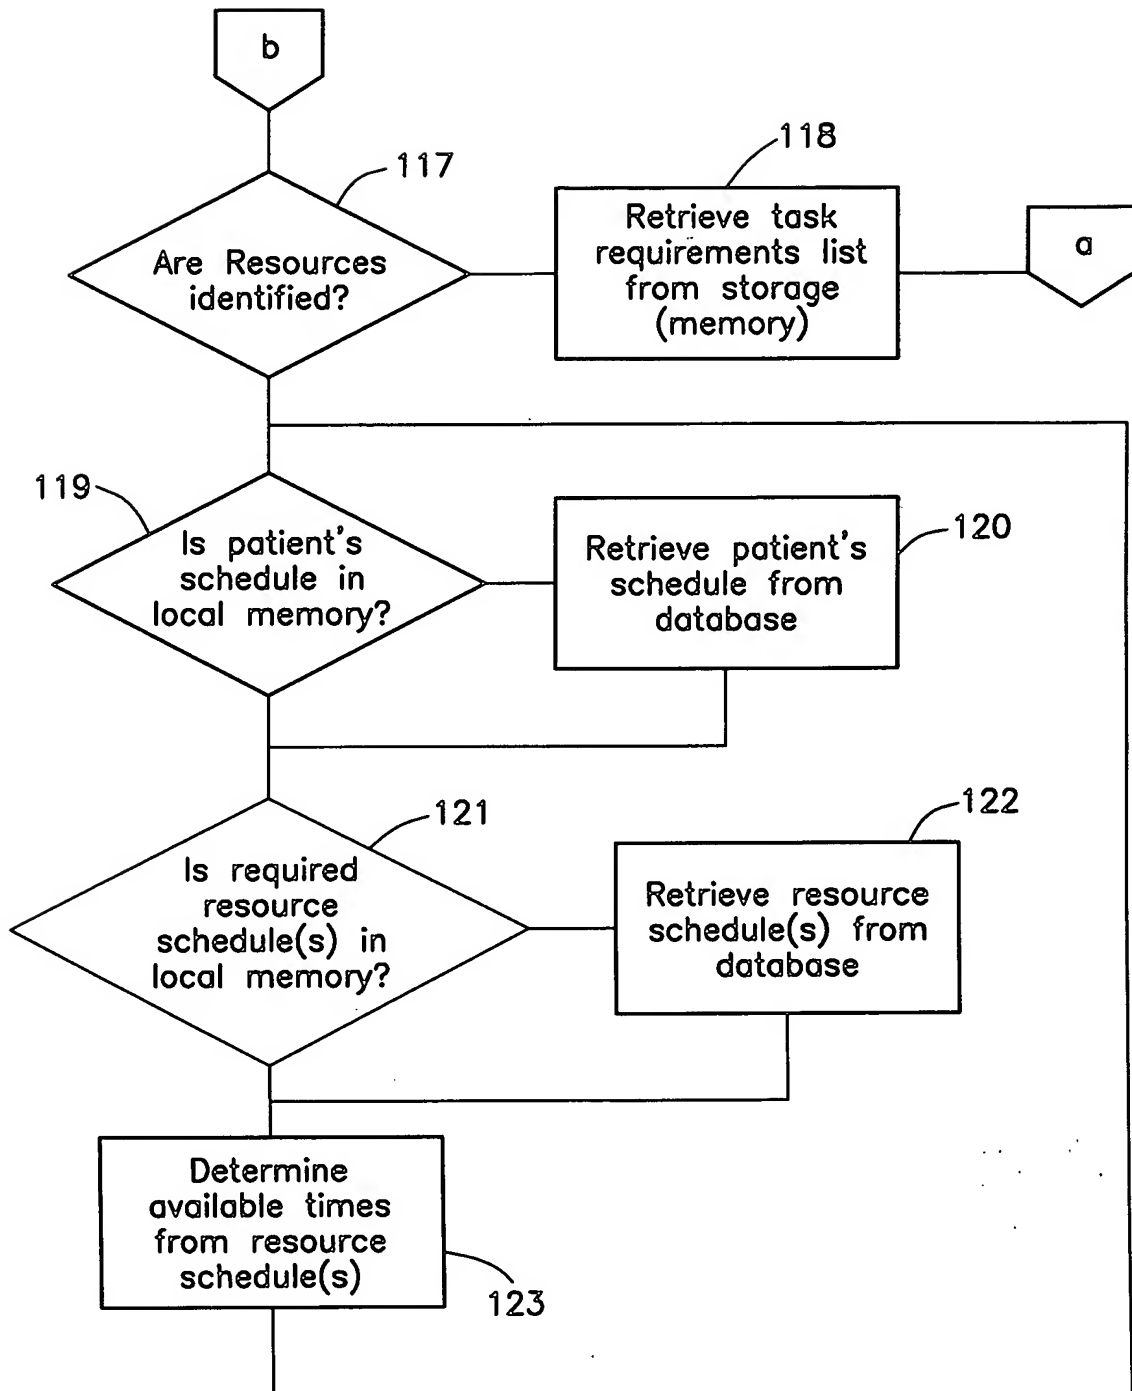 b
117
118
Are Resources
identified?
Retrieve task
requirements list
from storage
(memory)
a
119
Is patient's
schedule in
local memory?
120
Retrieve patient's
schedule from
database
121
Is required
resource
schedule(s) in
local memory?
122
Retrieve resource
schedule(s) from
database
Determine
available times
from resource
schedule(s)
123